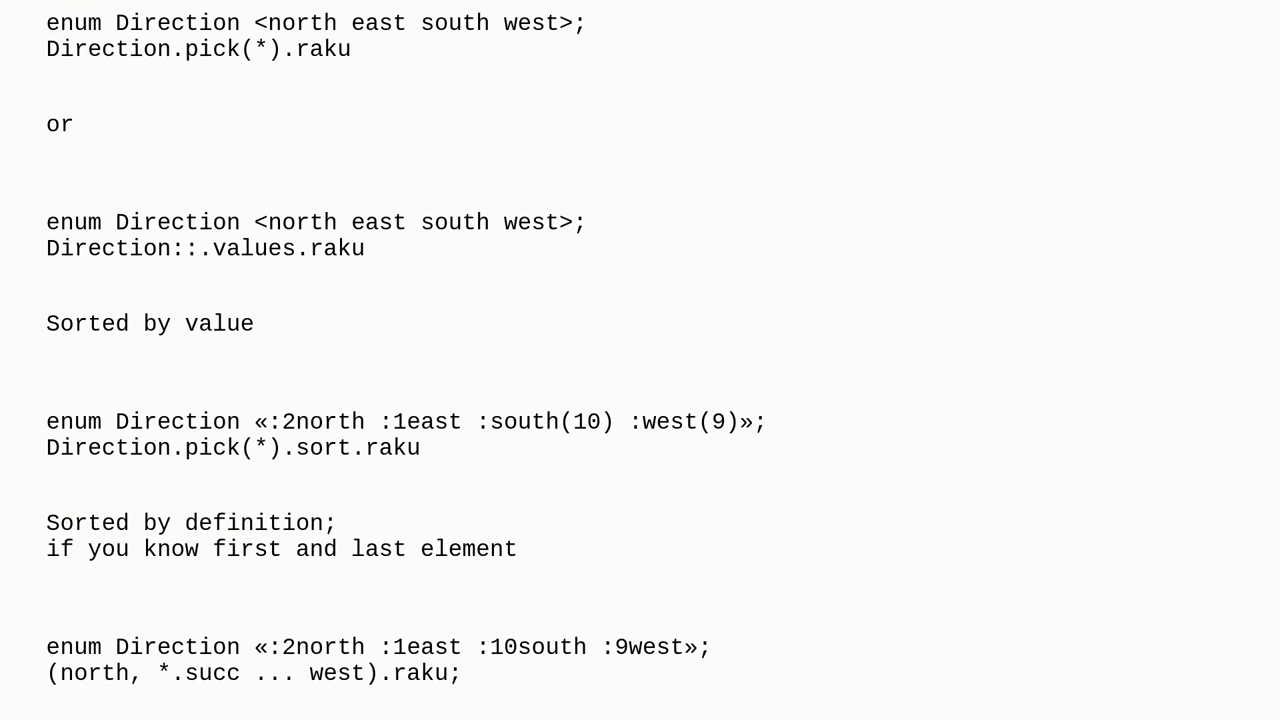 enum Direction <north east south west>;
Direction.pick(*).raku
or
enum Direction <north east south west>;
Direction::.values.raku
Sorted by value
enum Direction «:2north :1east :south(10) :west(9)»;
Direction.pick(*).sort.raku
Sorted by definition;
if you know first and last element
enum Direction «:2north :1east :10south :9west»;
(north, *.succ ... west).raku;